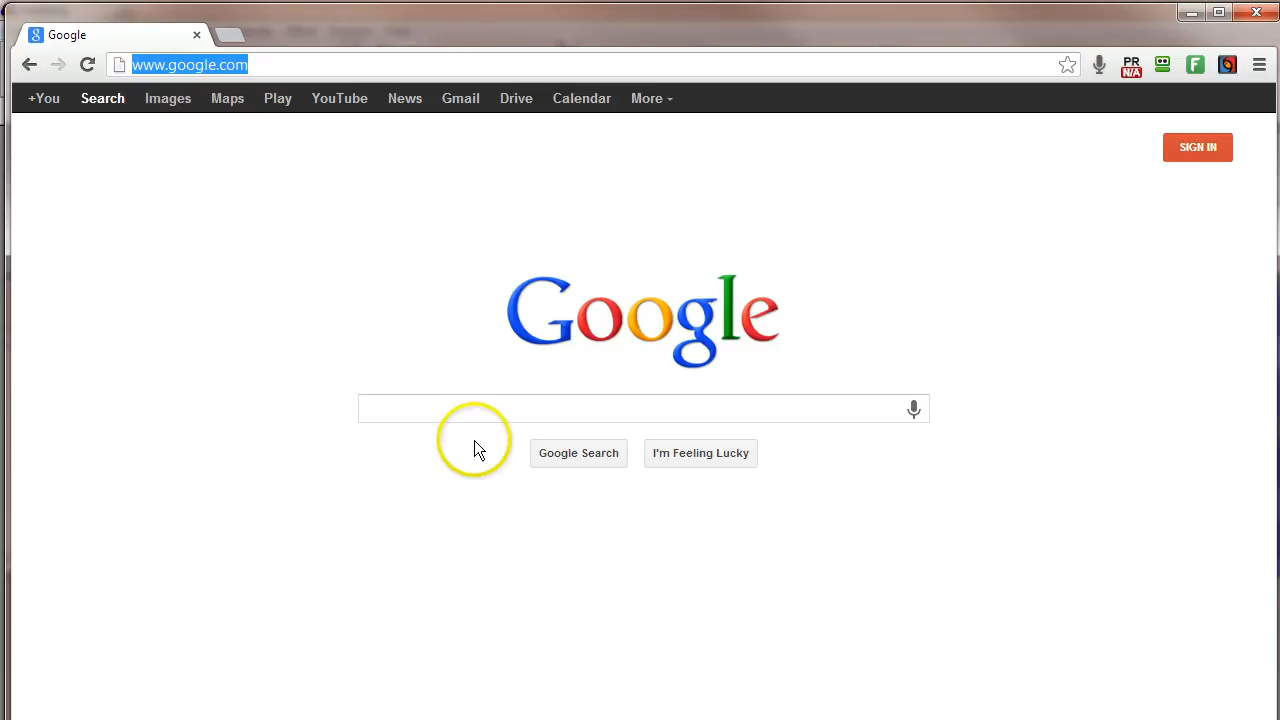 Google
www.google.com
+You Search Images Maps Play YouTube News Gmail Drive Calendar More
SIGN IN
Google
Google Search I'm Feeling Lucky
PR
N/A
F